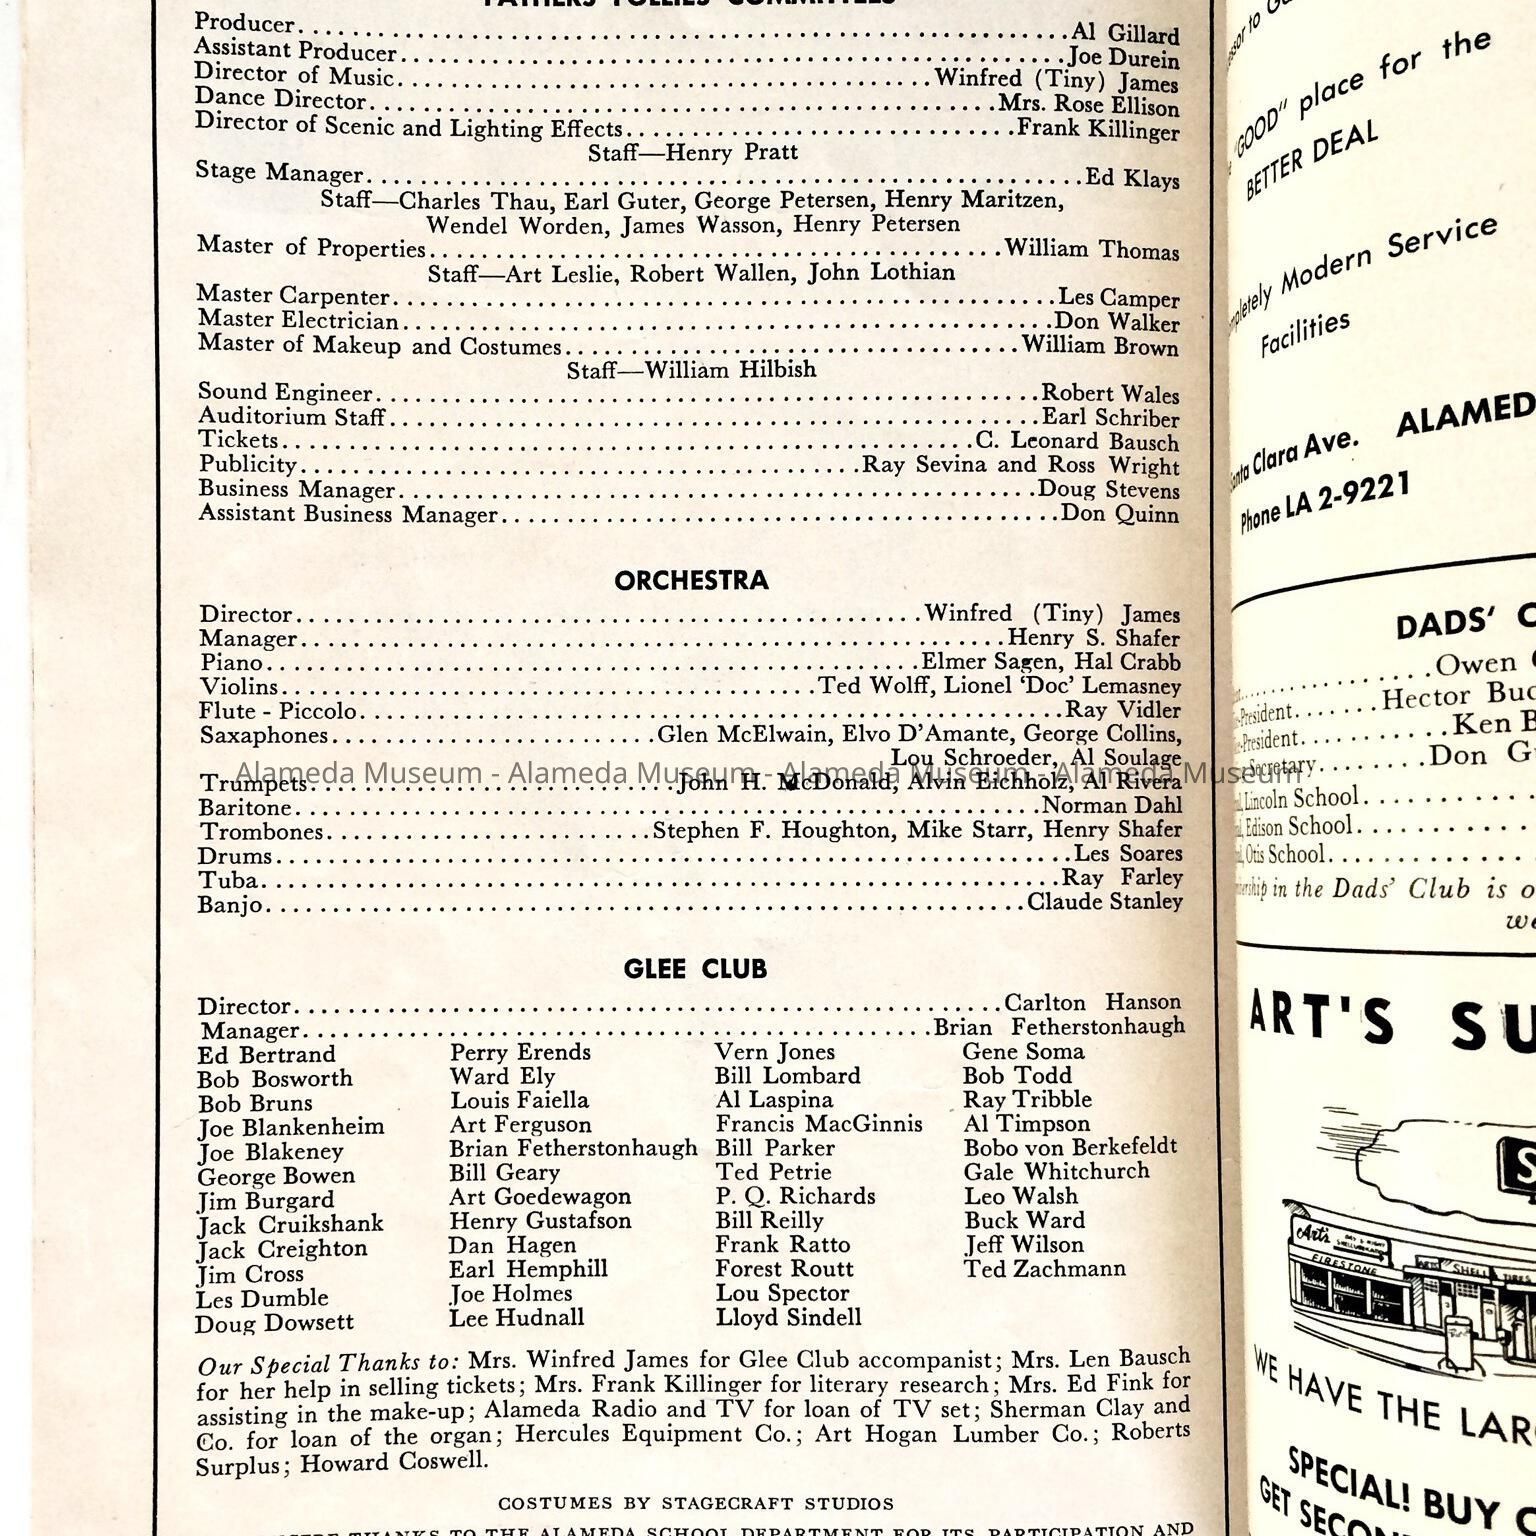 FATHERS FOLLIES COMMITTEES
Producer. . . . . . . . . . . . . . . . . . . . Al Gillard
Assistant Producer. . . . . . . . . . . . . . . . . . . . Joe Durein
Director of Music. . . . . . . . . . . . . . . . . . . . Winfred (Tiny) James
Dance Director. . . . . . . . . . . . . . . . . . . . Mrs. Rose Ellison
Director of Scenic and Lighting Effects. . . . . . . . . . . . . . . . . . . . Frank Killinger
Staff—Henry Pratt
Stage Manager. . . . . . . . . . . . . . . . . . . . Ed Klays
Staff—Charles Thau, Earl Guter, George Petersen, Henry Maritzen,
Wendel Worden, James Wasson, Henry Petersen
Master of Properties. . . . . . . . . . . . . . . . . . . . William Thomas
Staff—Art Leslie, Robert Wallen, John Lothian
Master Carpenter. . . . . . . . . . . . . . . . . . . . Les Camper
Master Electrician. . . . . . . . . . . . . . . . . . . . Don Walker
Master of Makeup and Costumes. . . . . . . . . . . . . . . . . . . . William Brown
Staff—William Hilbish
Sound Engineer. . . . . . . . . . . . . . . . . . . . Robert Wales
Auditorium Staff. . . . . . . . . . . . . . . . . . . . Earl Schriber
Tickets. . . . . . . . . . . . . . . . . . . . C. Leonard Bausch
Publicity. . . . . . . . . . . . . . . . . . . . Ray Sevina and Ross Wright
Business Manager. . . . . . . . . . . . . . . . . . . . Doug Stevens
Assistant Business Manager. . . . . . . . . . . . . . . . . . . . Don Quinn
ORCHESTRA
Director. . . . . . . . . . . . . . . . . . . . Winfred (Tiny) James
Manager. . . . . . . . . . . . . . . . . . . . Henry S. Shafer
Piano. . . . . . . . . . . . . . . . . . . . Elmer Sagen, Hal Crabb
Violins. . . . . . . . . . . . . . . . . . . . Ted Wolff, Lionel ‘Doc’ Lemasney
Flute - Piccolo. . . . . . . . . . . . . . . . . . . . Ray Vidler
Saxaphones. . . . . . . . . . . . . . . . . . . . Glen McElwain, Elvo D’Amante, George Collins,
Lou Schroeder, Al Soulage
Alameda Museum - Alameda Museum - Alameda Museum - Alameda Museum
Trumpets. . . . . . . . . . . . . . . . . . . . John H. McDonald, Alvin Eichholz, Al Rivera
Baritone. . . . . . . . . . . . . . . . . . . . Norman Dahl
Trombones. . . . . . . . . . . . . . . . . . . . Stephen F. Houghton, Mike Starr, Henry Shafer
Drums. . . . . . . . . . . . . . . . . . . . Les Soares
Tuba. . . . . . . . . . . . . . . . . . . . Ray Farley
Banjo. . . . . . . . . . . . . . . . . . . . Claude Stanley
GLEE CLUB
Director. . . . . . . . . . . . . . . . . . . . Carlton Hanson
Manager. . . . . . . . . . . . . . . . . . . . Brian Fetherstonhaugh
Ed Bertrand
Bob Bosworth
Bob Bruns
Joe Blankenheim
Joe Blakeney
George Bowen
Jim Burgard
Jack Cruikshank
Jack Creighton
Jim Cross
Les Dumble
Doug Dowsett
Perry Erends
Ward Ely
Louis Faiella
Art Ferguson
Brian Fetherstonhaugh
Bill Geary
Art Goedewagon
Henry Gustafson
Dan Hagen
Earl Hemphill
Joe Holmes
Lee Hudnall
Vern Jones
Bill Lombard
Al Laspina
Francis MacGinnis
Bill Parker
Ted Petrie
P. Q. Richards
Bill Reilly
Frank Ratto
Forest Routt
Lou Spector
Lloyd Sindell
Gene Soma
Bob Todd
Ray Tribble
Al Timpson
Bobo von Berkefeldt
Gale Whitchurch
Leo Walsh
Buck Ward
Jeff Wilson
Ted Zachmann
Our Special Thanks to: Mrs. Winfred James for Glee Club accompanist; Mrs. Len Bausch
for her help in selling tickets; Mrs. Frank Killinger for literary research; Mrs. Ed Fink for
assisting in the make-up; Alameda Radio and TV for loan of TV set; Sherman Clay and
Co. for loan of the organ; Hercules Equipment Co.; Art Hogan Lumber Co.; Roberts
Surplus; Howard Coswell.
COSTUMES BY STAGECRAFT STUDIOS
THANKS TO THE ALAMEDA SCHOOL DEPARTMENT FOR ITS PARTICIPATION AND
"GOOD" place for the
BETTER DEAL
Modern Service
Facilities
Clara Ave. ALAMED
Phone LA 2-9221
DADS’
. . . . . . . . . . Owen
President. . . . . . . Hector
President. . . . . . . . . . Ken B
Secretary. . . . . . . . Don G
Lincoln School. . . . . . . .
Edison School. . . . . . . .
Otis School. . . . . . . .
in the Dads’ Club is
ART'S SU
S
Art's
FIRESTONE
SHELL
TIRES
WE HAVE THE LAR
SPECIAL! BUY
GET SECON